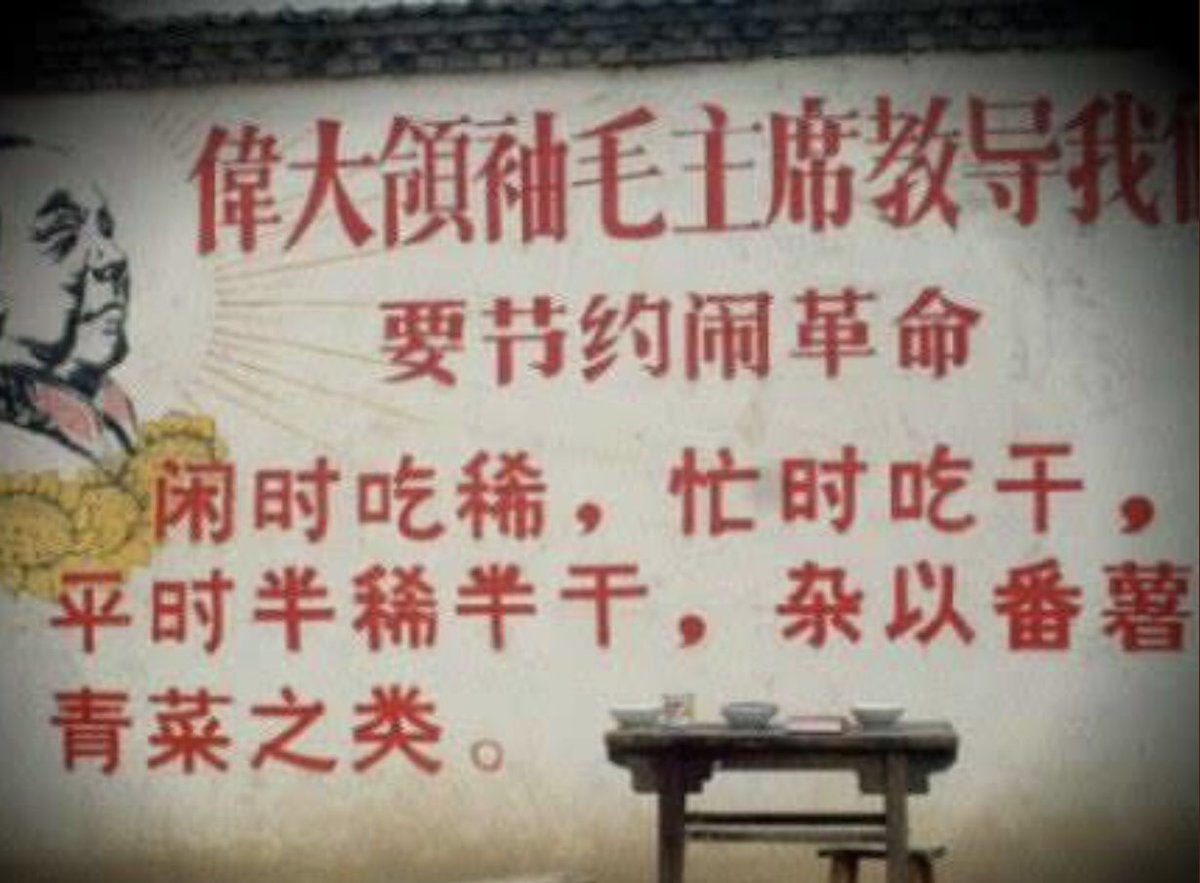 偉大領袖毛主席教导我们
要节约闹革命
闲时吃稀，忙时吃干，
平时半稀半干，杂以番薯
青菜之类。